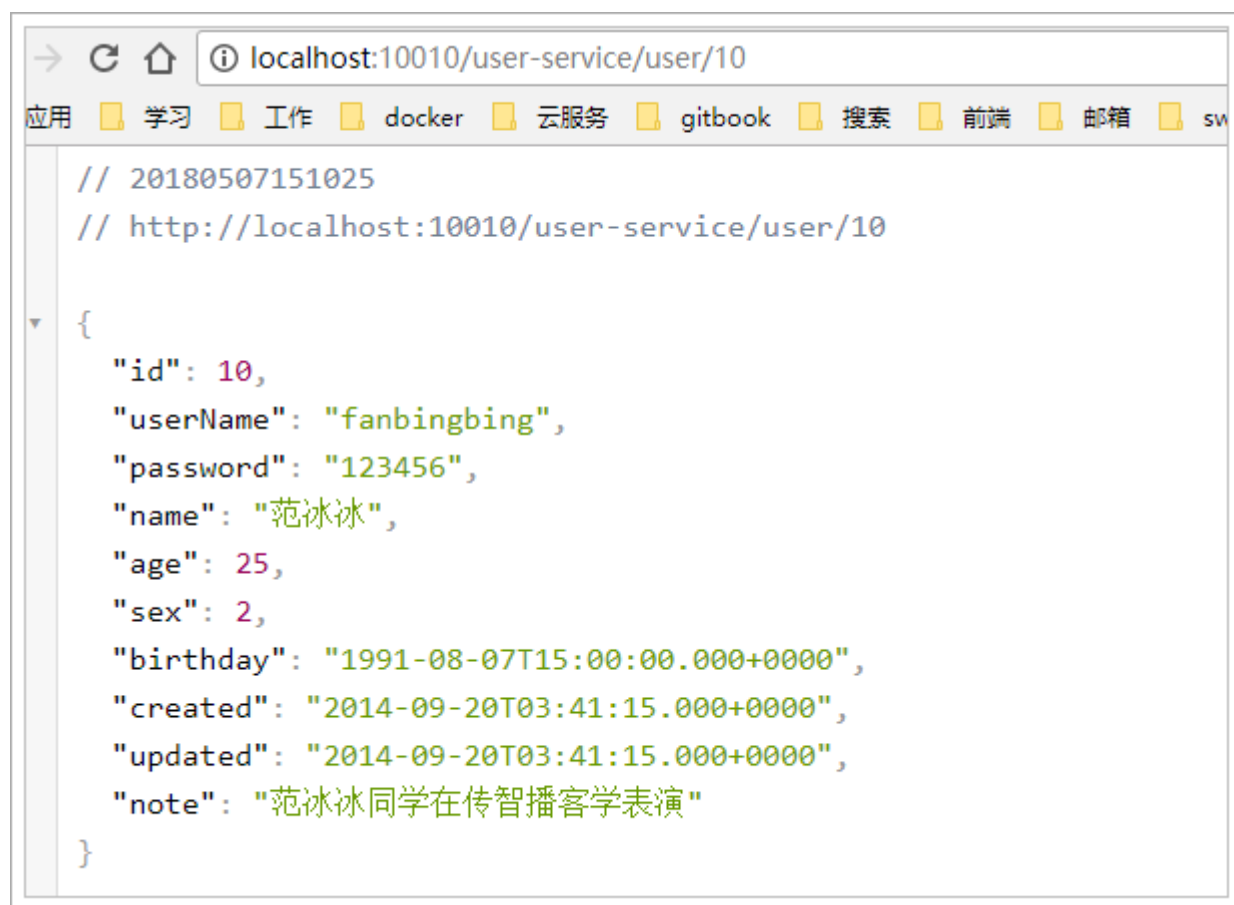 localhost:10010/user-service/user/10
应用 学习 工作 docker 云服务 gitbook 搜索 前端 邮箱 sw
// 20180507151025
// http://localhost:10010/user-service/user/10
{
"id": 10,
"userName": "fanbingbing",
"password": "123456",
"name": "范冰冰",
"age": 25,
"sex": 2,
"birthday": "1991-08-07T15:00:00.000+0000",
"created": "2014-09-20T03:41:15.000+0000",
"updated": "2014-09-20T03:41:15.000+0000",
"note": "范冰冰同学在传智播客学表演"
}